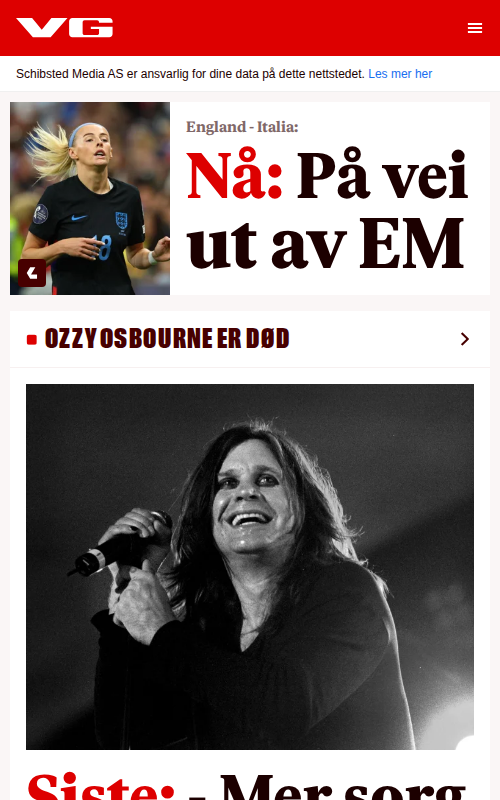 VG
Schibsted Media AS er ansvarlig for dine data på dette nettstedet. Les mer her
England - Italia:
Nå: På vei
ut av EM
18
OZZY OSBOURNE ER DØD
Siste: - Mer sorg